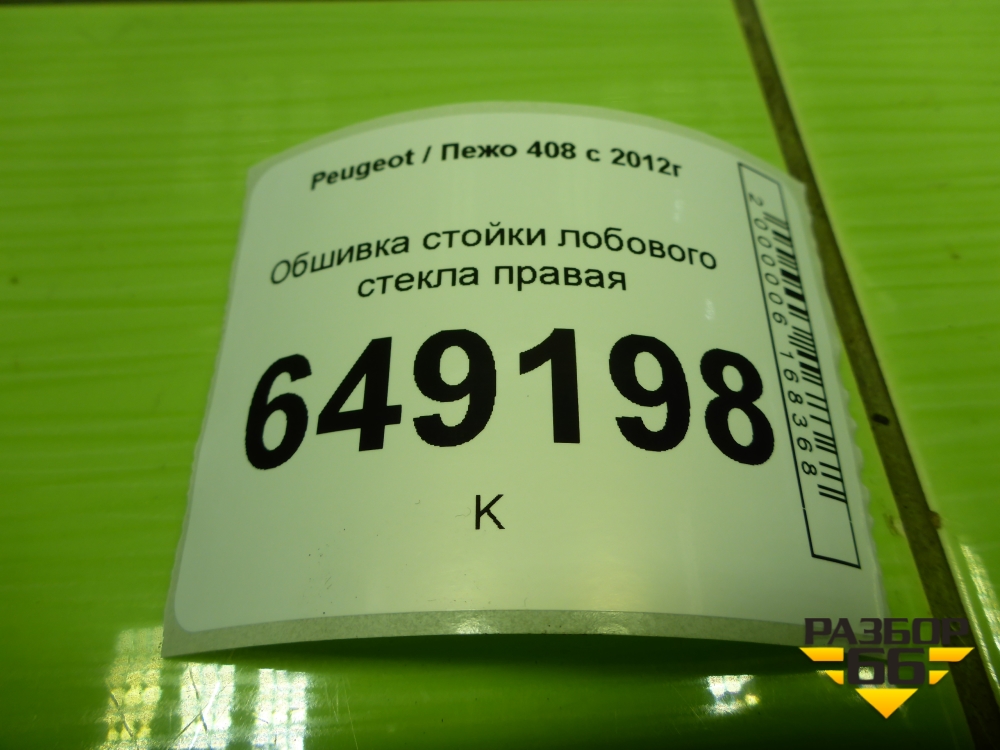 Peugeot / Пежо 408 с 2012г
Обшивка стойки лобового
стекла правая
649198
К
2000006168368
РАЗБОР
66